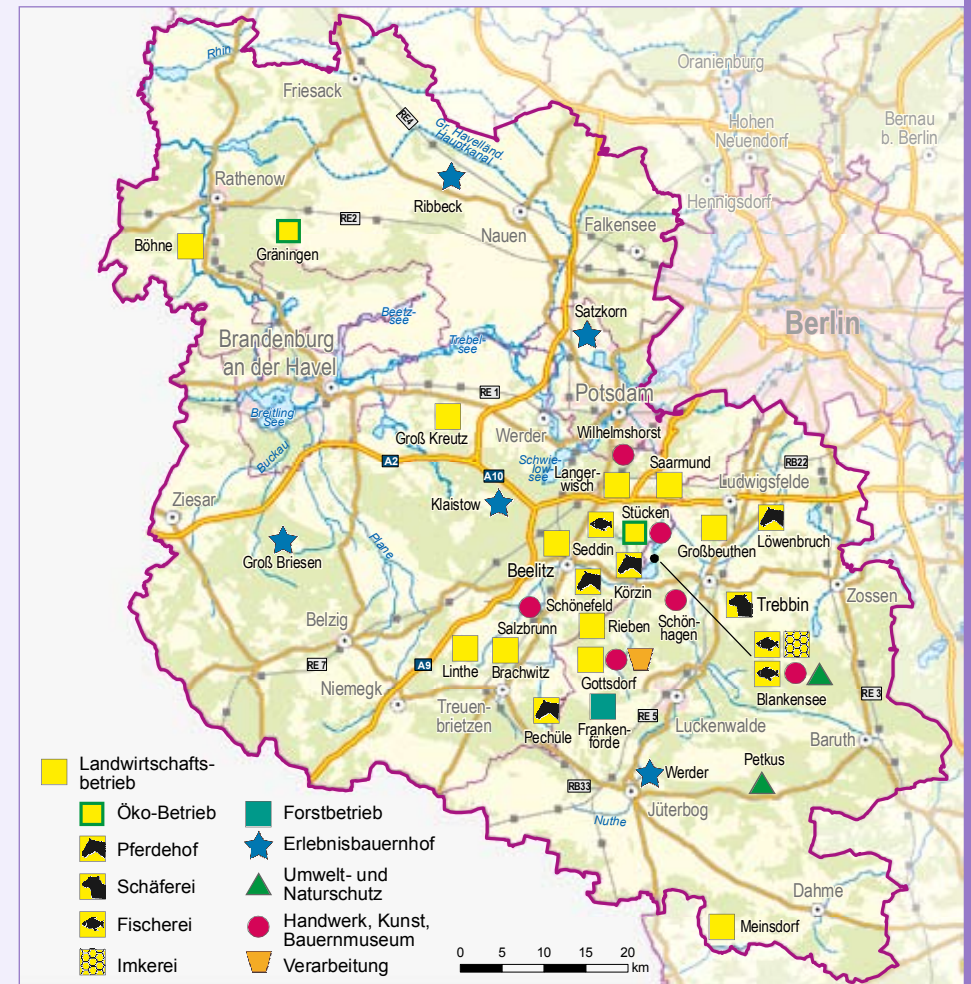 Rhin
Oranienburg
Friesack
RE4
Gr. Havelland.
Hauptkanal
Hohen
Neuendorf
Bernau
b. Berlin
Rathenow
Ribbeck
Hennigsdorf
RE2
Nauen
Falkensee
Böhne
Gräningen
Beetz-
see
Satzkorn
Berlin
Brandenburg
an der Havel
Trebel-
see
RE 1
Potsdam
Breitling
See
Groß Kreutz
Werder
Wilhelmshorst
Buckau
A2
Schwie-
low-
see
Langer-
wisch
Saarmund
RB22
A10
Ludwigsfelde
Ziesar
Klaistow
Stücken
Löwenbruch
Großbeuthen
Groß Briesen
Plane
Seddin
Beelitz
Körzin
Zossen
Schönefeld
Trebbin
Salzbrunn
Rieben
Schön-
hagen
Belzig
RE 7
A9
Linthe
Brachwitz
Gottsdorf
Blankensee
RE 3
Niemegk
Treuen-
brietzen
Pechüle
Franken-
förde
RE 5
Luckenwalde
Baruth
Petkus
Werder
RB33
Jüterbog
Nuthe
Dahme
Meinsdorf
Landwirtschafts-
betrieb
Öko-Betrieb
Pferdehof
Schäferei
Fischerei
Imkerei
Forstbetrieb
Erlebnisbauernhof
Umwelt- und
Naturschutz
Handwerk, Kunst,
Bauernmuseum
Verarbeitung
0 5 10 15 20
km